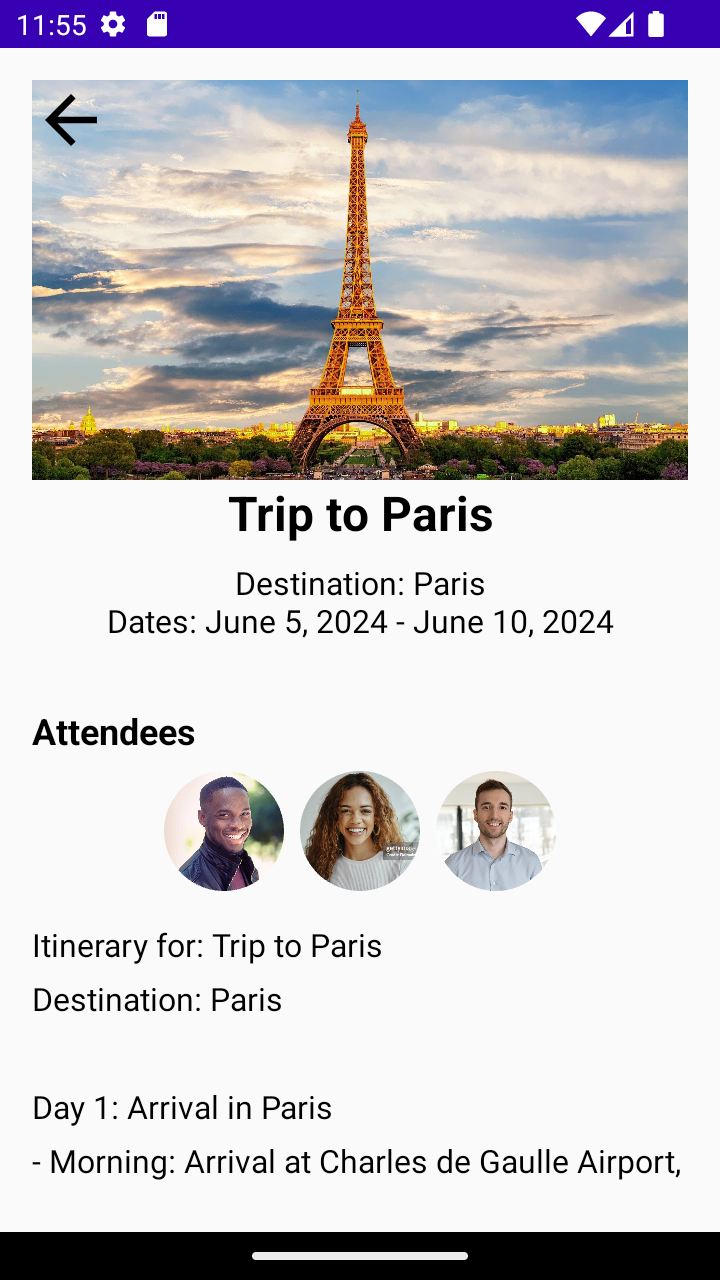 11:55
Trip to Paris
Destination: Paris
Dates: June 5, 2024 - June 10, 2024
Attendees
Itinerary for: Trip to Paris
Destination: Paris
Day 1: Arrival in Paris
- Morning: Arrival at Charles de Gaulle Airport,